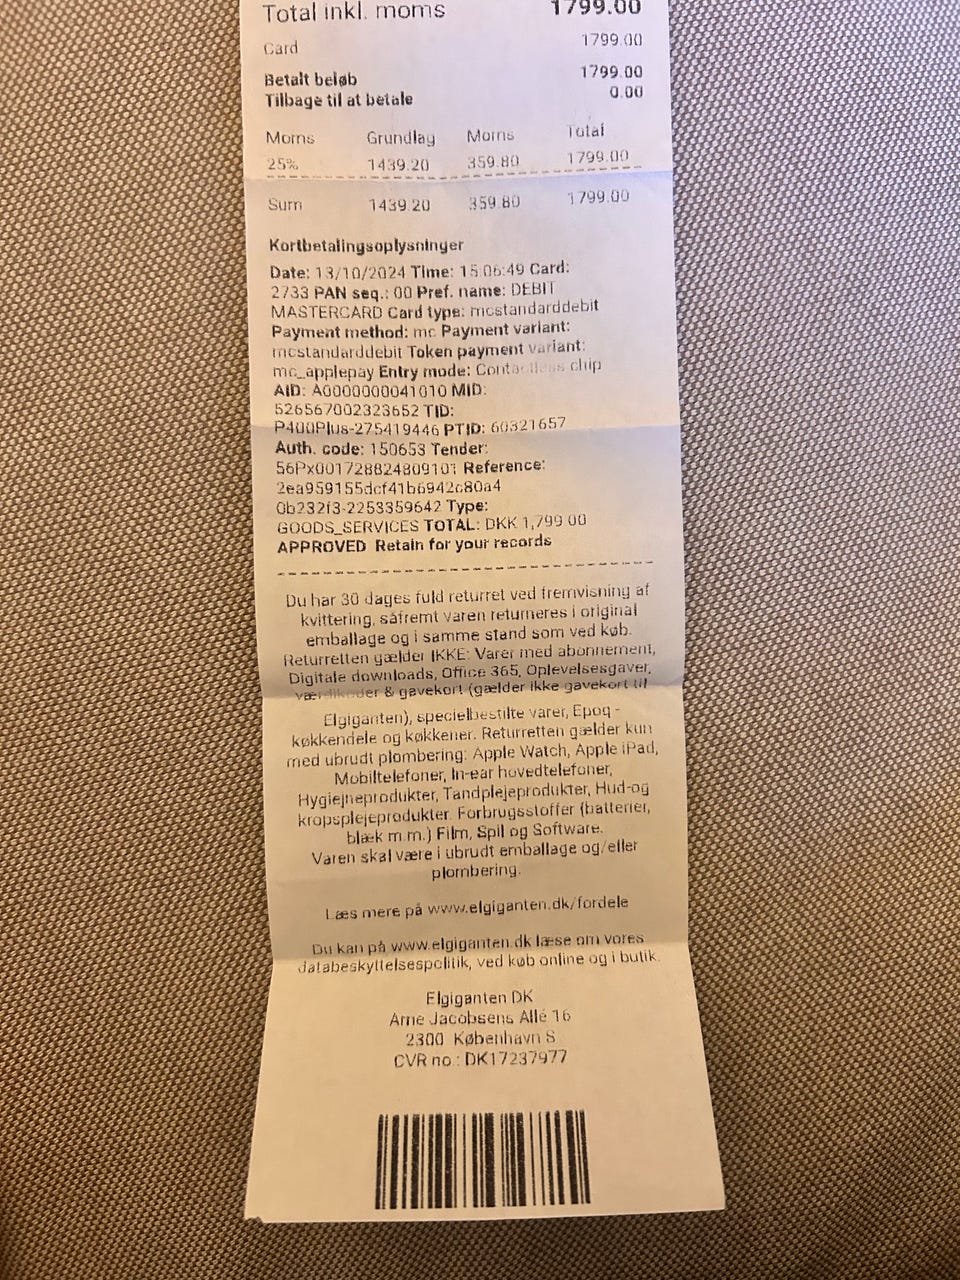 Total inkl. moms 1799.00
Card 1799.00
Betalt beløb 1799.00
Tilbage til at betale 0.00
Moms Grundlag Moms Total
25% 1439.20 359.80 1799.00
Sum 1439.20 359.80 1799.00
Kortbetalingsoplysninger
Date: 13/10/2024 Time: 15:06:49 Card:
2733 PAN seq.: 00 Pref. name: DEBIT
MASTERCARD Card type: mcstandarddebit
Payment method: mc Payment variant:
mcstandarddebit Token payment variant:
mc_applepay Entry mode: Contactless chip
AID: A0000000041010 MID:
526567002323652 TID:
P400Plus-275419446 PTID: 60321657
Auth. code: 150653 Tender:
56Px001728824809101 Reference:
2ea959155dcf41b6942c80a4
0b232f3-2253359642 Type:
GOODS_SERVICES TOTAL: DKK 1,799.00
APPROVED Retain for your records
Du har 30 dages fuld returret ved fremvisning af
kvittering, såfremt varen returneres i original
emballage og i samme stand som ved køb.
Returretten gælder IKKE: Varer med abonnement,
Digitale downloads, Office 365, Oplevelsesgaver,
værdikoder & gavekort (gælder ikke gavekort til
Elgiganten), specielbestilte varer, Epoq -
køkkendele og køkkener. Returretten gælder kun
med ubrudt plombering: Apple Watch, Apple iPad,
Mobiltelefoner, In-ear hovedtelefoner,
Hygiejneprodukter, Tandplejeprodukter, Hud-og
kropsplejeprodukter. Forbrugsstoffer (batterier,
blæk m.m.) Film, Spil og Software.
Varen skal være i ubrudt emballage og/eller
plombering.
Læs mere på www.elgiganten.dk/fordele
Du kan på www.elgiganten.dk læse om vores
databeskyttelsespolitik, ved køb online og i butik.
Elgiganten DK
Arne Jacobsens Allé 16
2300 København S
CVR no.: DK17237977